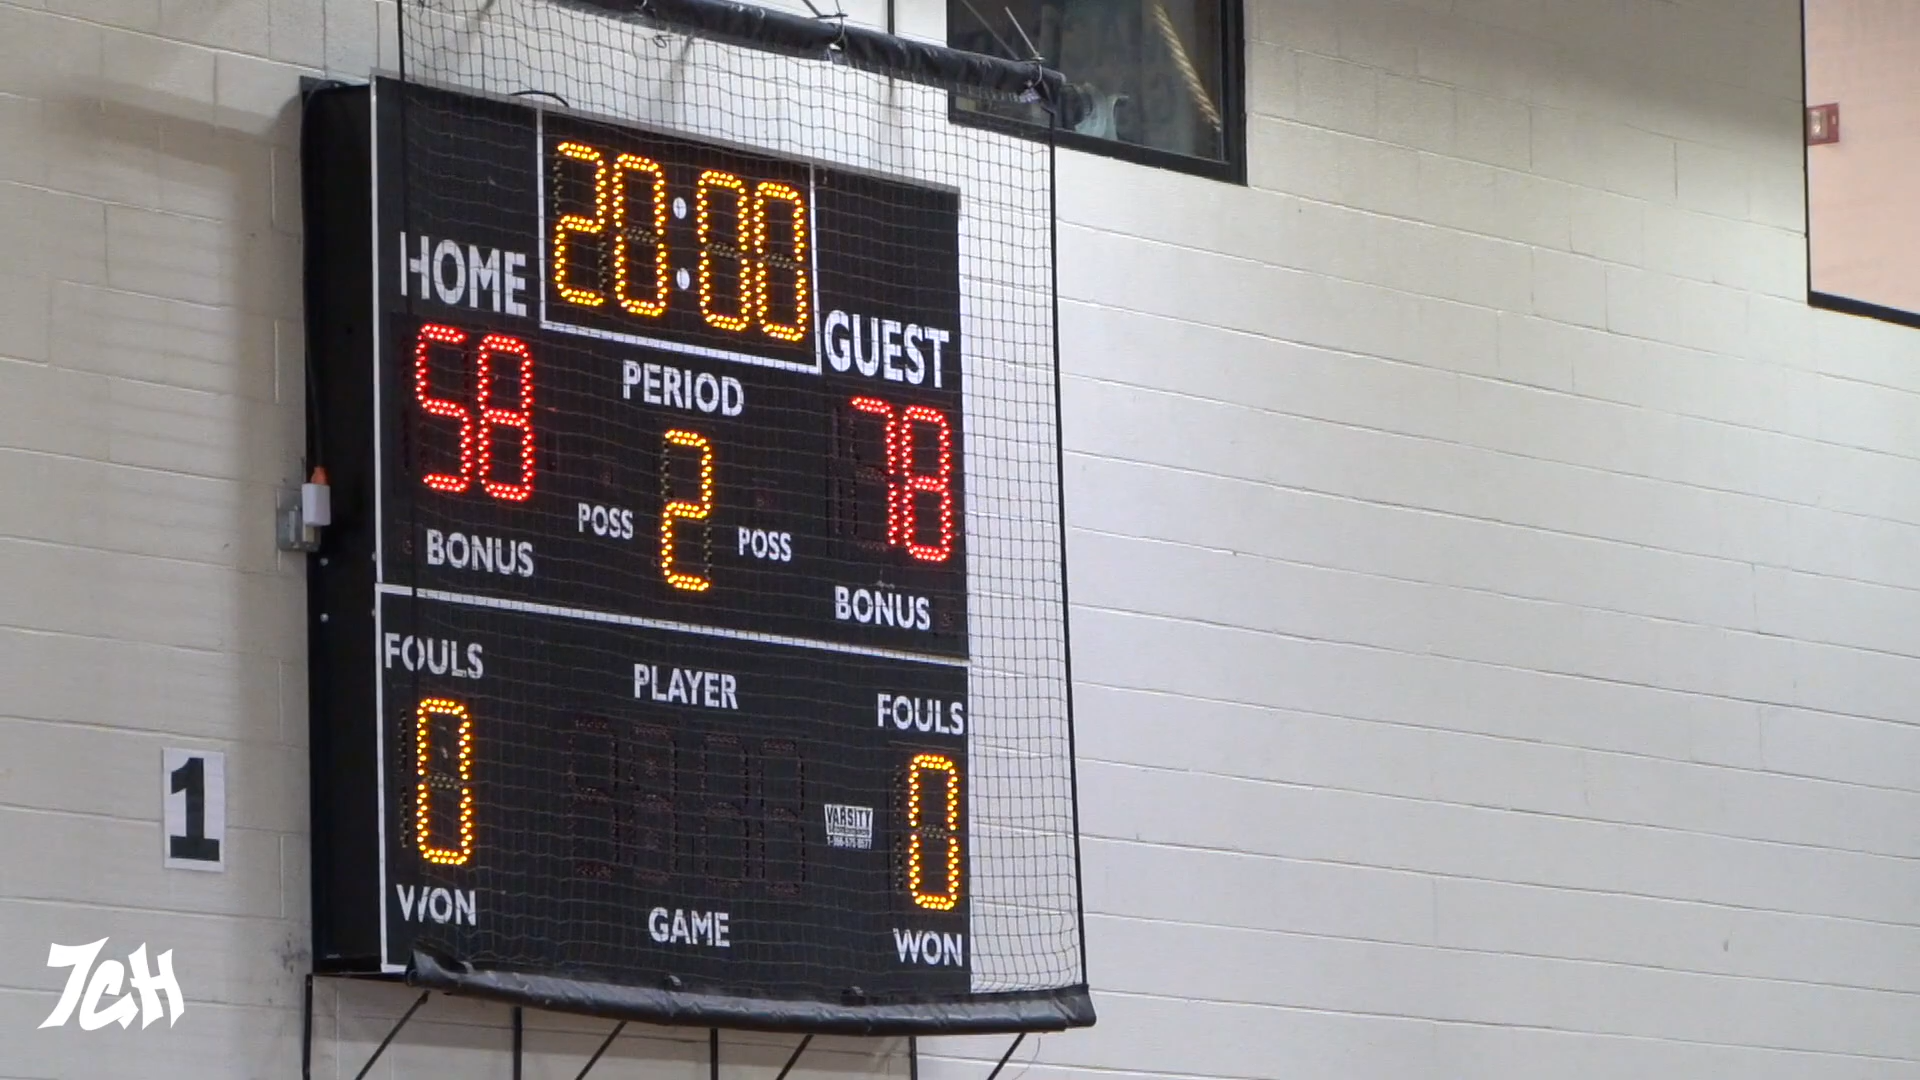 20:00
HOME
GUEST
58
PERIOD
78
2
POSS
POSS
BONUS
BONUS
FOULS
PLAYER
FOULS
0
0
VARSITY
WON
GAME
WON
1
7CH